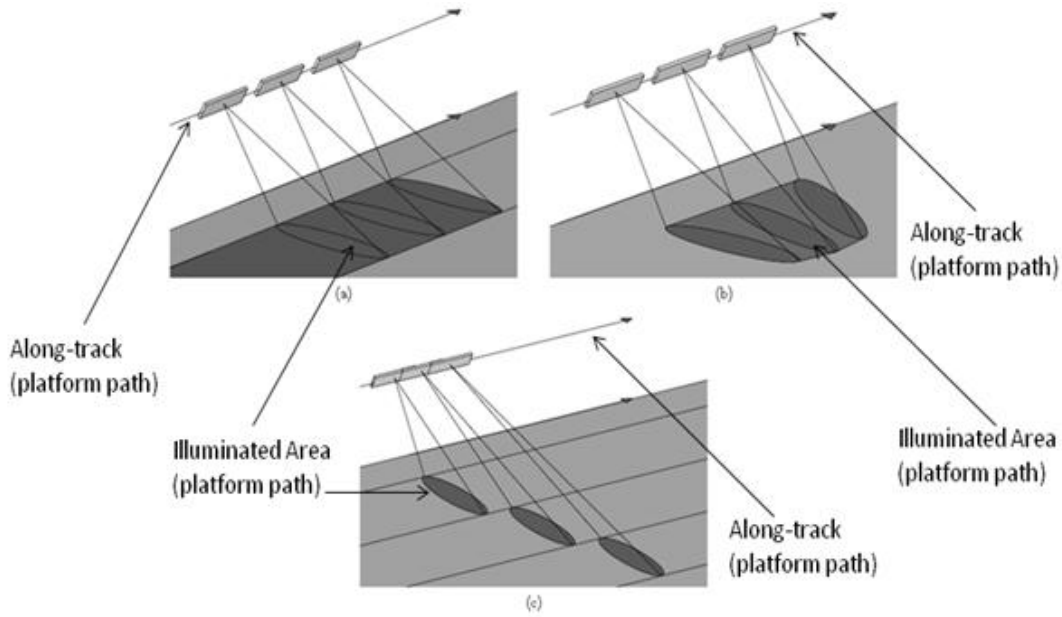 (a)
(b)
Along-track
(platform path)
Along-track
(platform path)
Illuminated Area
(platform path)
Illuminated Area
(platform path)
Along-track
(platform path)
(c)